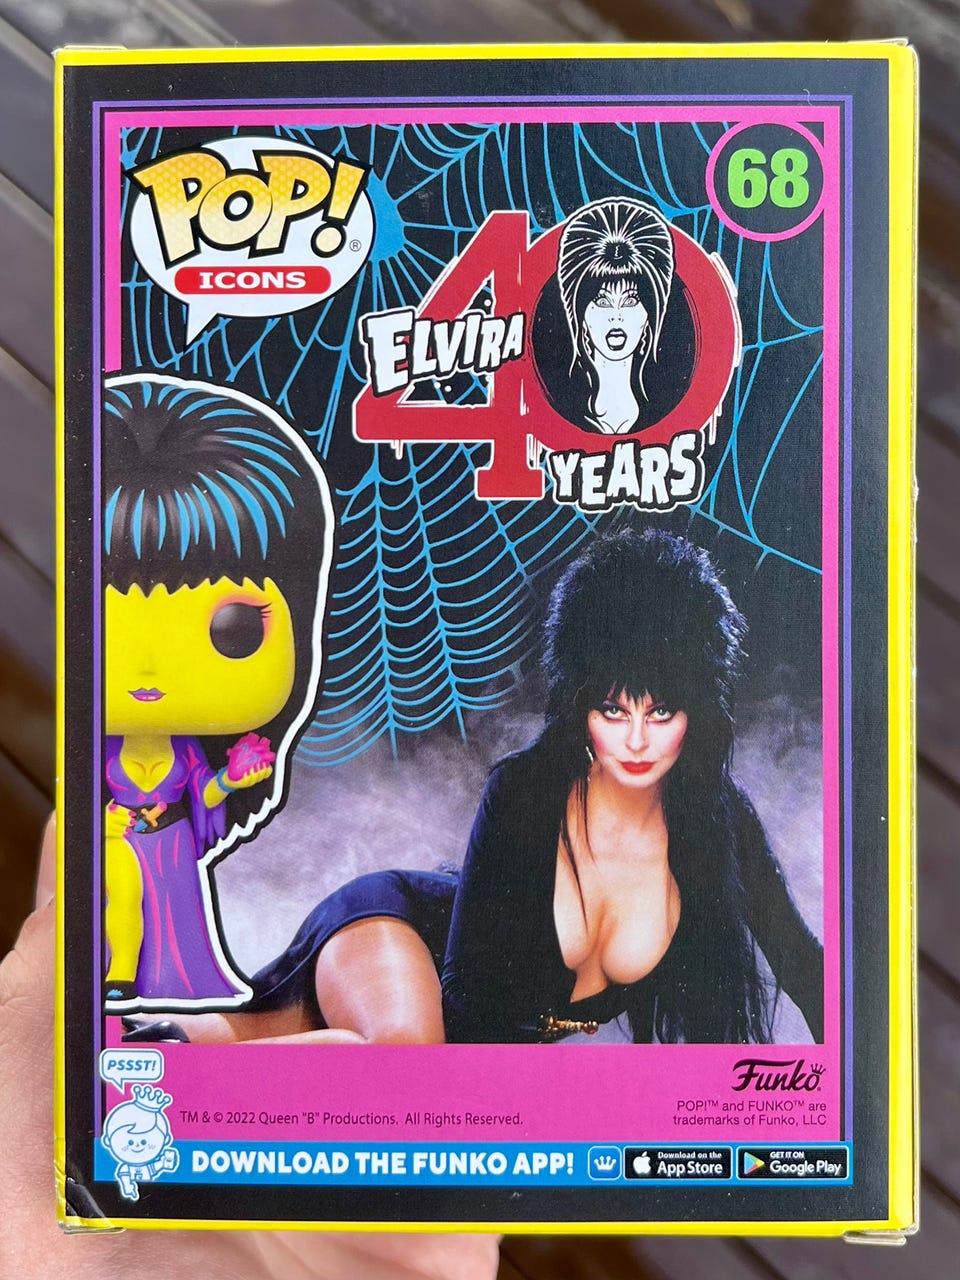 POP!®
ICONS
68
ELVIRA
40
YEARS
PSSST!
Funko®
TM & © 2022 Queen "B" Productions. All Rights Reserved.
POP!™ and FUNKO™ are
trademarks of Funko, LLC
DOWNLOAD THE FUNKO APP!
Download on the
App Store
GET IT ON
Google Play